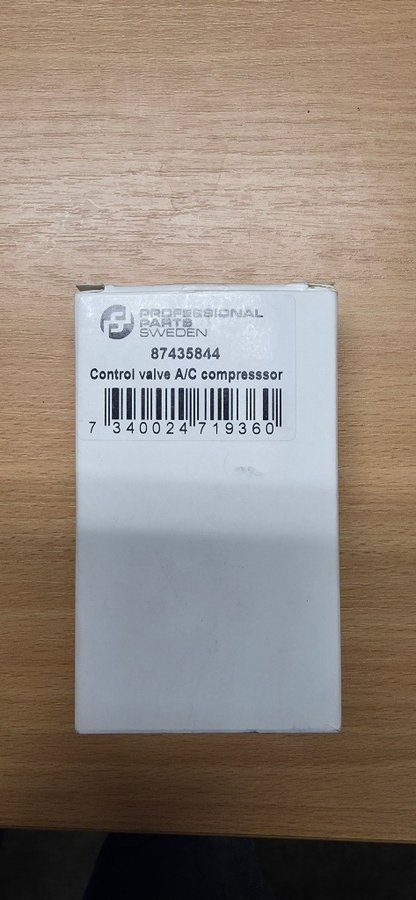 PROFESSIONAL
PARTS
SWEDEN
87435844
Control valve A/C compresssor
7 340024 719360